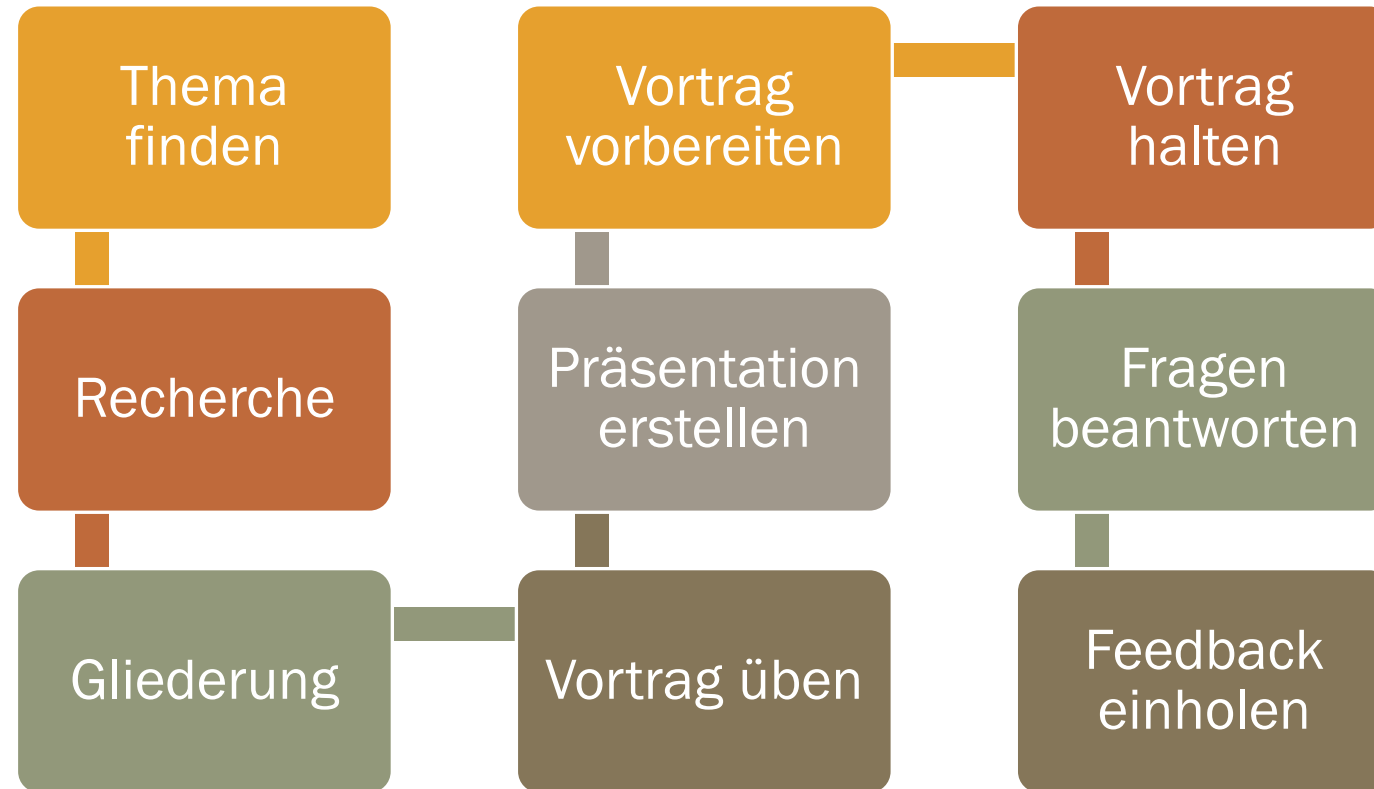 Thema
finden
Recherche
Gliederung
Vortrag üben
Präsentation
erstellen
Vortrag
vorbereiten
Vortrag
halten
Fragen
beantworten
Feedback
einholen